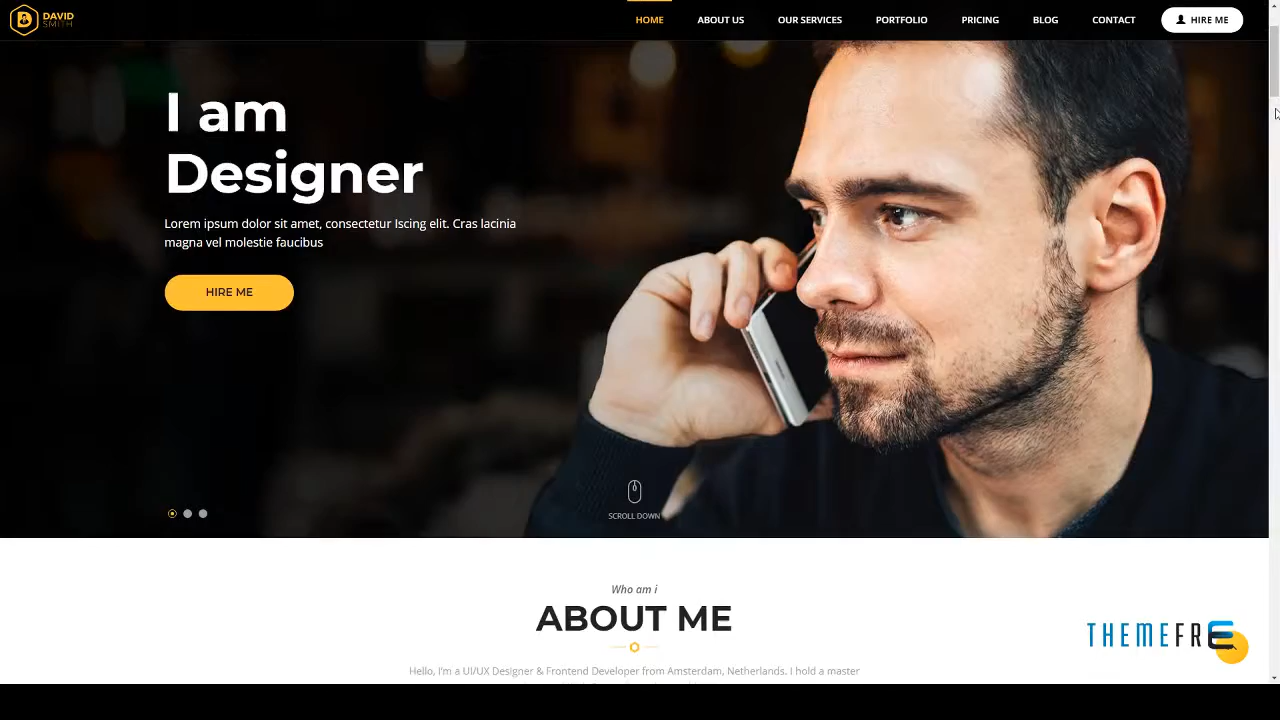 DAVID
SMITH
HOME
ABOUT US
OUR SERVICES
PORTFOLIO
PRICING
BLOG
CONTACT
HIRE ME
I am
Designer
Lorem ipsum dolor sit amet, consectetur Iscing elit. Cras lacinia
magna vel molestie faucibus
HIRE ME
SCROLL DOWN
Who am i
ABOUT ME
Hello, I'm a UI/UX Designer & Frontend Developer from Amsterdam, Netherlands. I hold a master
THEMEFRE